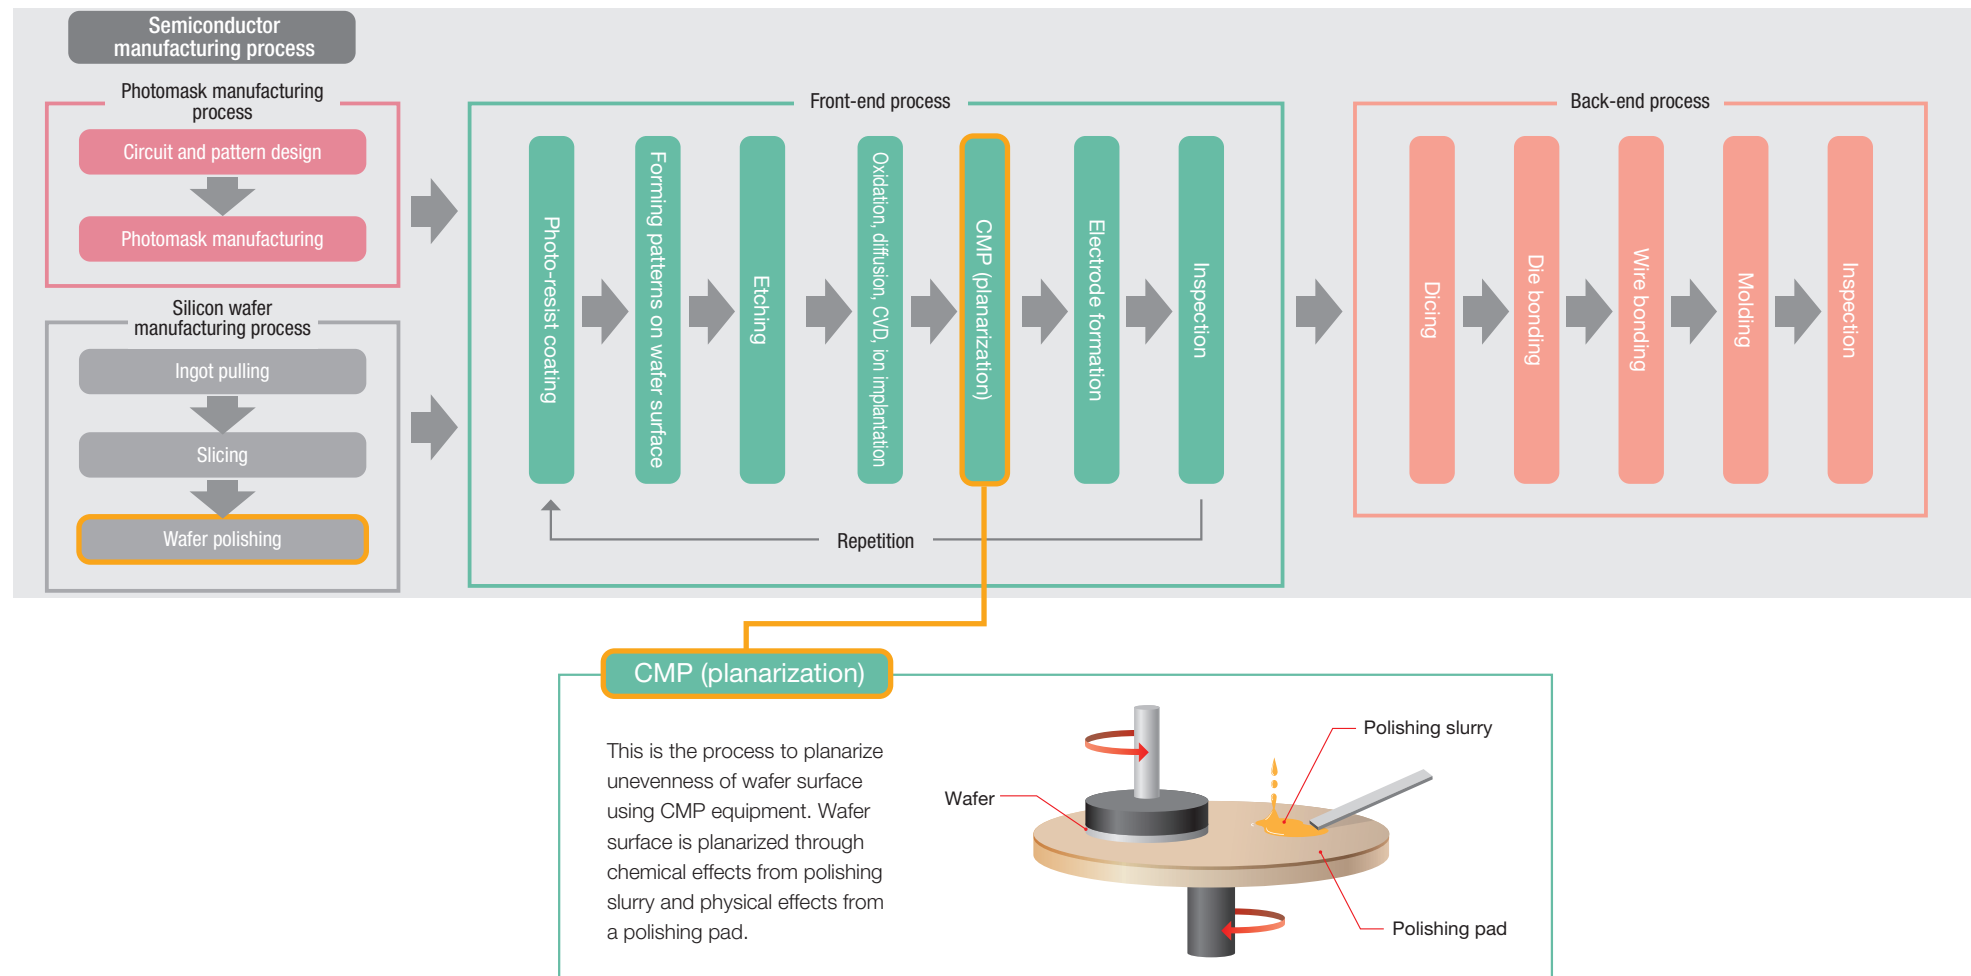 Semiconductor
manufacturing process
Photomask manufacturing
process
Circuit and pattern design
Photomask manufacturing
Silicon wafer
manufacturing process
Ingot pulling
Slicing
Wafer polishing
Front-end process
Photo-resist coating
Forming patterns on wafer surface
Etching
Oxidation, diffusion, CVD, ion implantation
CMP (planarization)
Electrode formation
Inspection
Repetition
Back-end process
Dicing
Die bonding
Wire bonding
Molding
Inspection
CMP (planarization)
This is the process to planarize
unevenness of wafer surface
using CMP equipment. Wafer
surface is planarized through
chemical effects from polishing
slurry and physical effects from
a polishing pad.
Wafer
Polishing slurry
Polishing pad